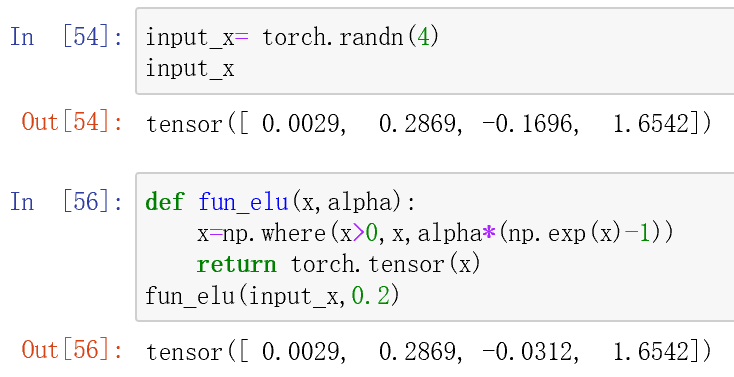 In [54]: input_x= torch.randn(4)
input_x
Out[54]: tensor([ 0.0029,  0.2869, -0.1696,  1.6542])
In [56]: def fun_elu(x,alpha):
    x=np.where(x>0,x,alpha*(np.exp(x)-1))
    return torch.tensor(x)
fun_elu(input_x,0.2)
Out[56]: tensor([ 0.0029,  0.2869, -0.0312,  1.6542])